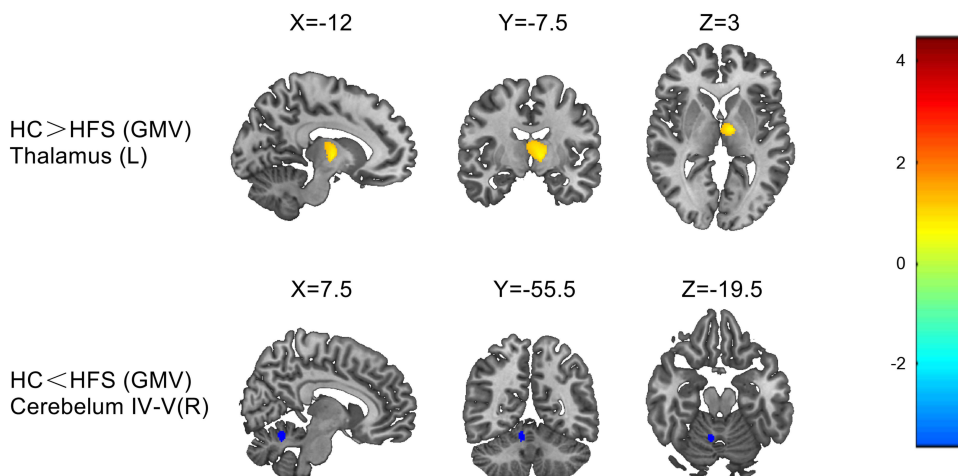 X=-12 Y=-7.5 Z=3
HC＞HFS (GMV)
Thalamus (L)
X=7.5 Y=-55.5 Z=-19.5
HC＜HFS (GMV)
Cerebelum IV-V(R)
4
2
0
-2